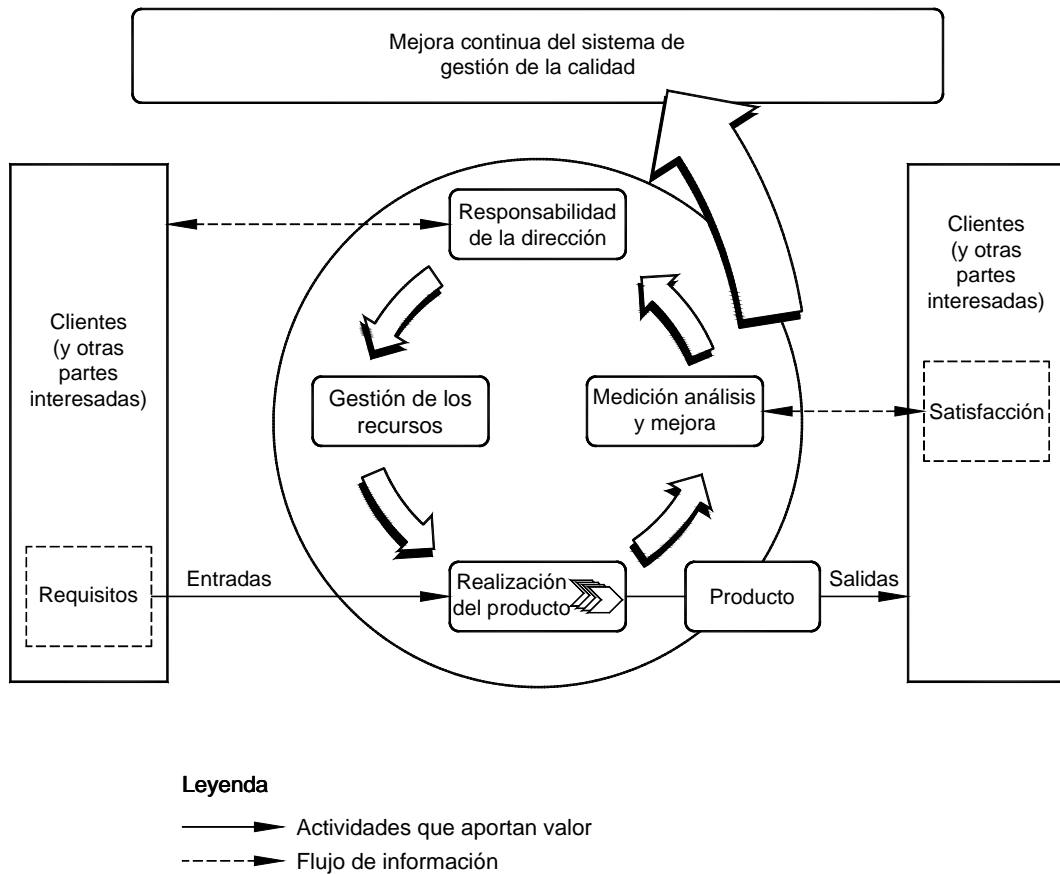 Mejora continua del sistema de
gestión de la calidad
Responsabilidad
de la dirección
Clientes
(y otras
partes
interesadas)
Clientes
(y otras
partes
interesadas)
Gestión de los
recursos
Medición análisis
y mejora
Satisfacción
Requisitos
Entradas
Realización
del producto
Producto
Salidas
Leyenda
Actividades que aportan valor
Flujo de información